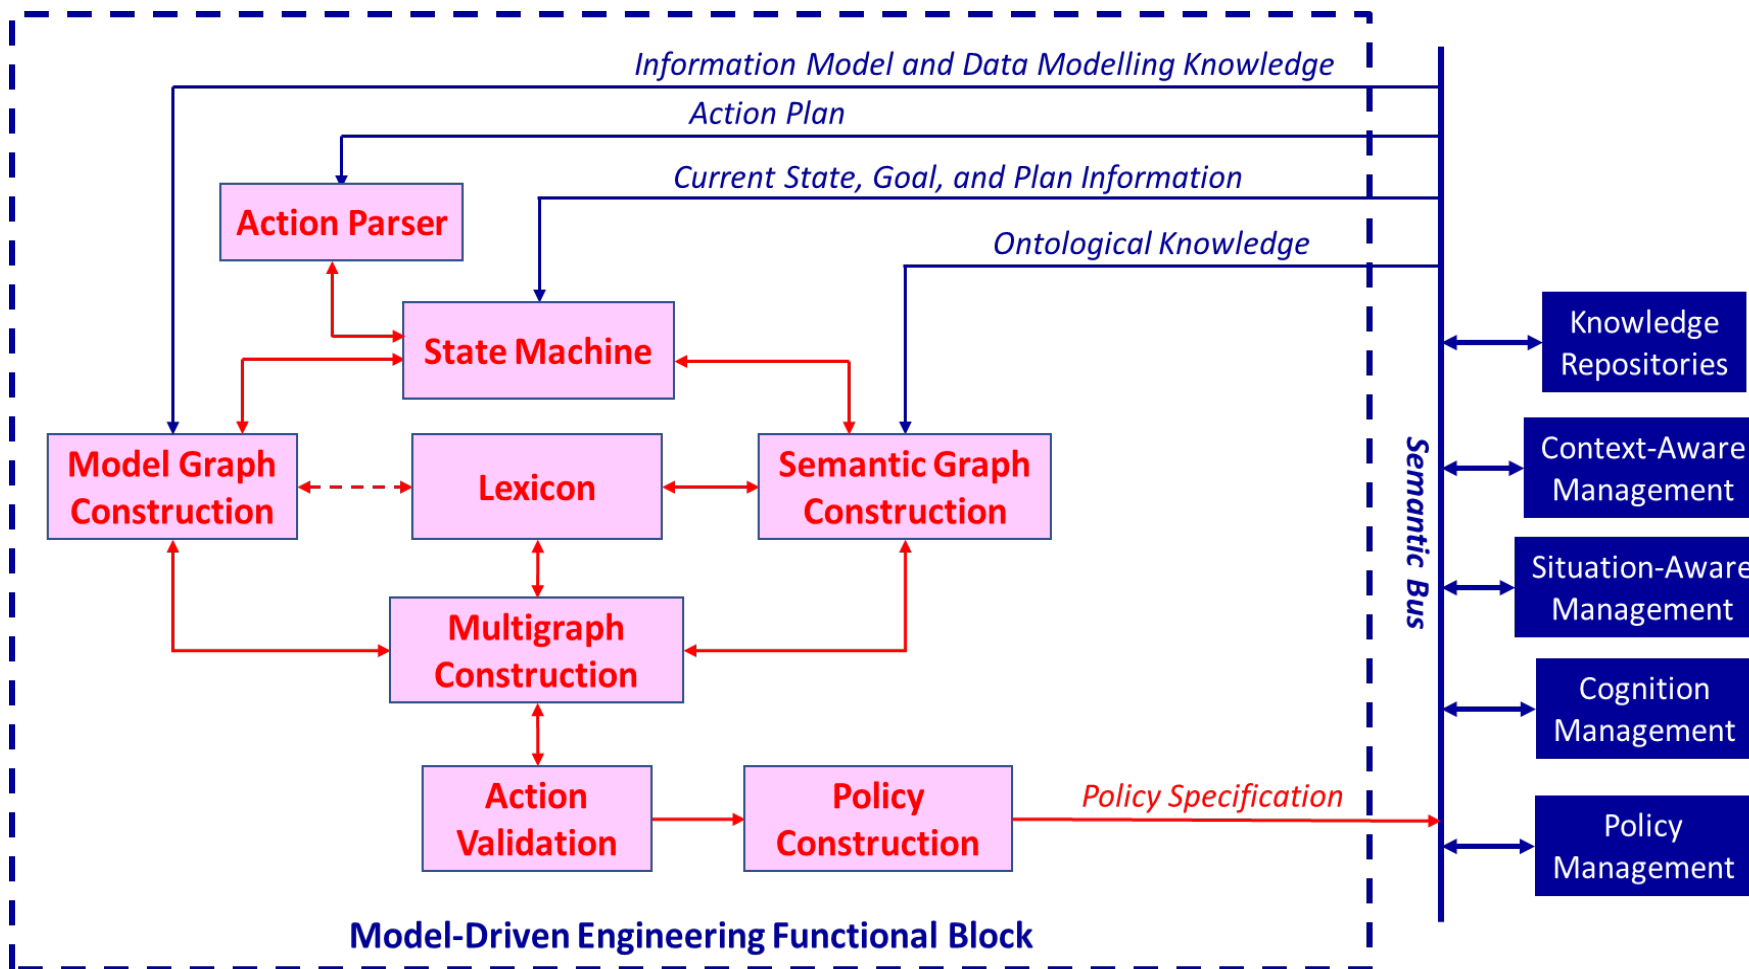 Information Model and Data Modelling Knowledge
Action Plan
Current State, Goal, and Plan Information
Ontological Knowledge
Action Parser
State Machine
Model Graph
Construction
Lexicon
Semantic Graph
Construction
Multigraph
Construction
Action
Validation
Policy
Construction
Policy Specification
Model-Driven Engineering Functional Block
Semantic Bus
Knowledge
Repositories
Context-Aware
Management
Situation-Aware
Management
Cognition
Management
Policy
Management